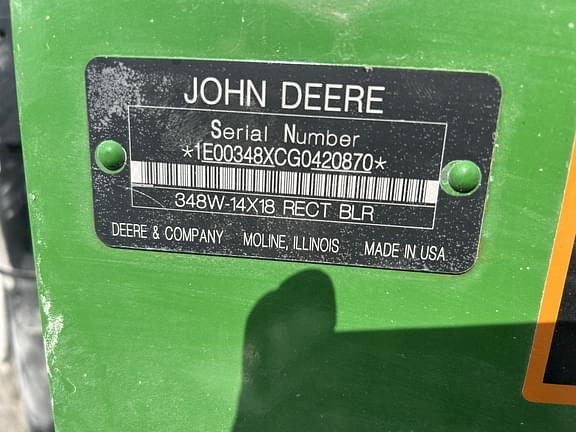 JOHN DEERE
Serial Number
*1E00348XCG0420870*
348W-14X18 RECT BLR
DEERE & COMPANY MOLINE, ILLINOIS MADE IN USA